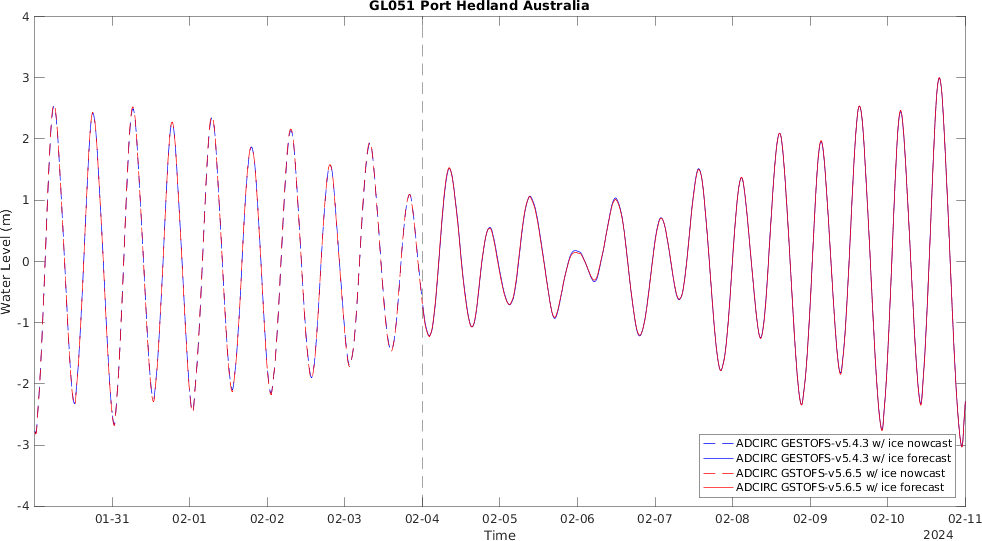 GL051 Port Hedland Australia
4
3
2
1
0
-1
-2
-3
-4
Water Level (m)
ADCIRC GESTOFS-v5.4.3 w/ ice nowcast
ADCIRC GESTOFS-v5.4.3 w/ ice forecast
ADCIRC GSTOFS-v5.6.5 w/ ice nowcast
ADCIRC GSTOFS-v5.6.5 w/ ice forecast
01-31 02-01 02-02 02-03 02-04 02-05 02-06 02-07 02-08 02-09 02-10 02-11
Time 2024